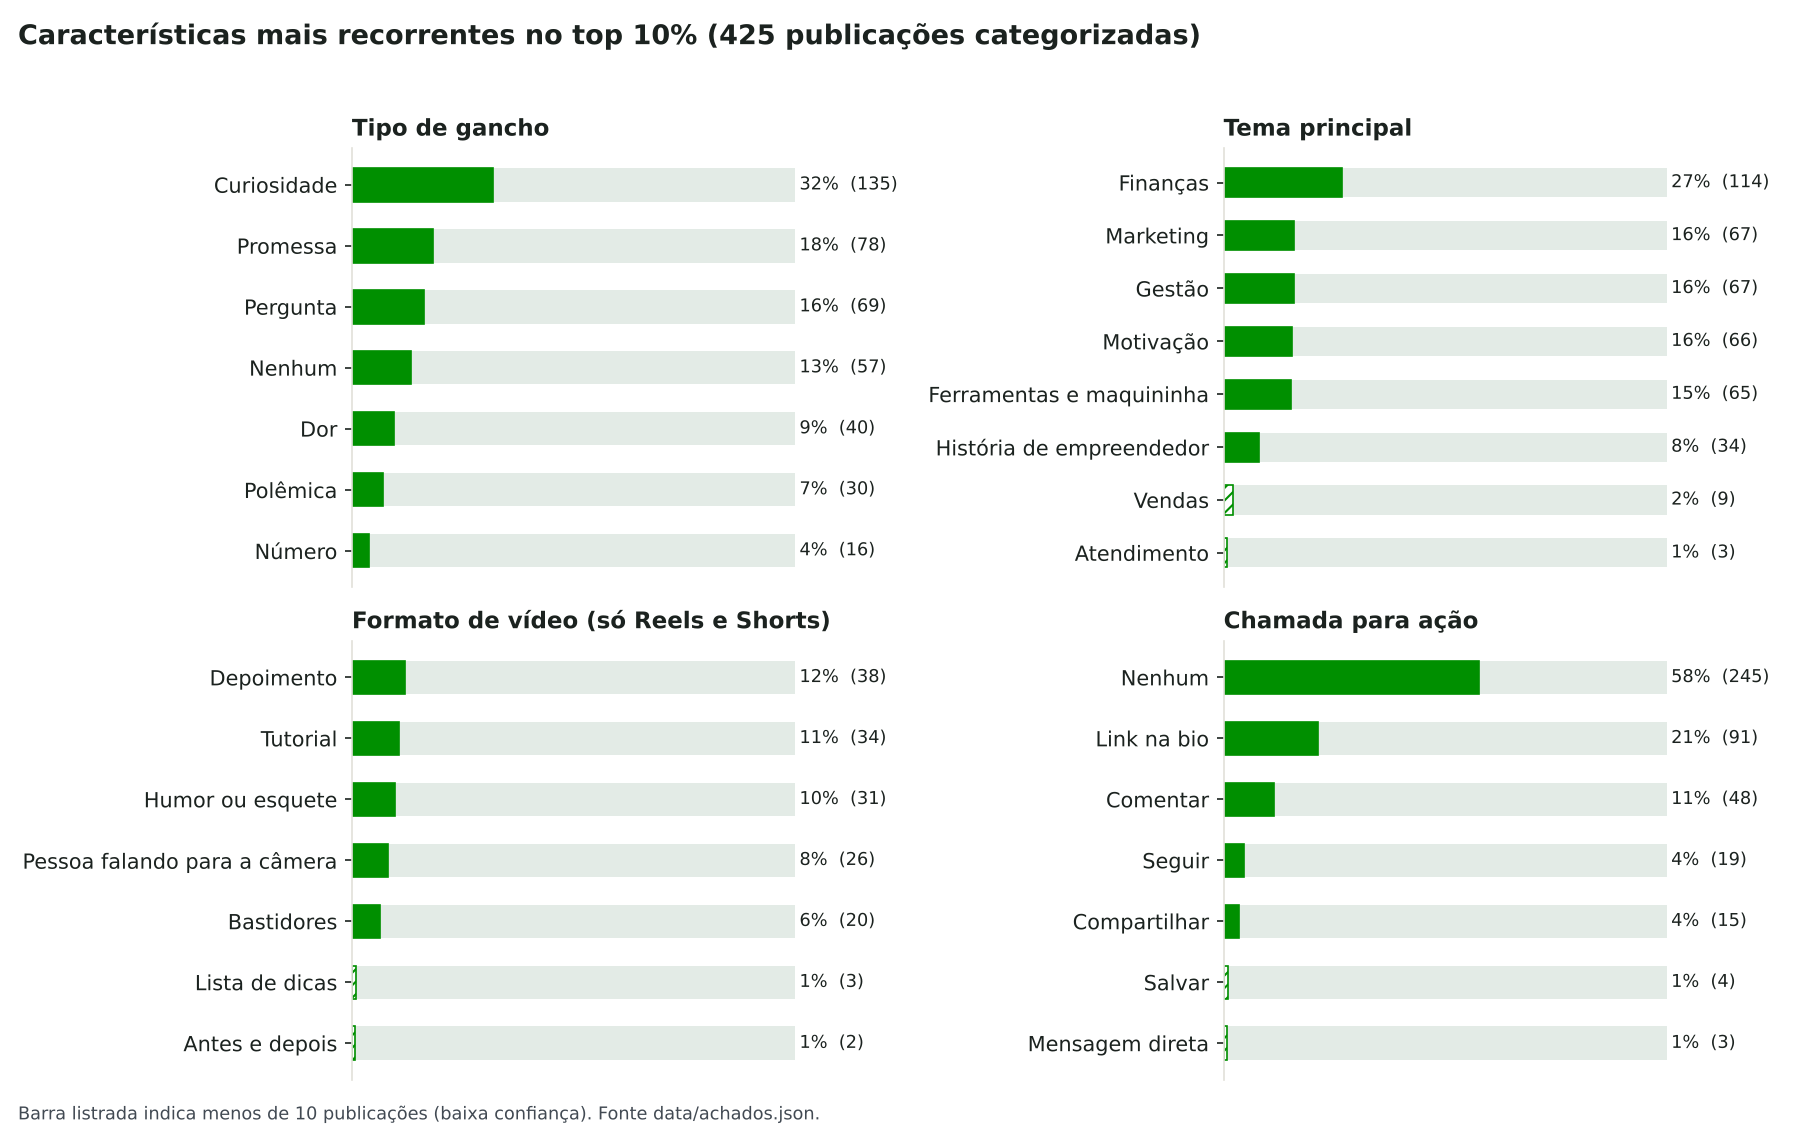 Características mais recorrentes no top 10% (425 publicações categorizadas)
Tipo de gancho
Curiosidade 32% (135)
Promessa 18% (78)
Pergunta 16% (69)
Nenhum 13% (57)
Dor 9% (40)
Polêmica 7% (30)
Número 4% (16)
Tema principal
Finanças 27% (114)
Marketing 16% (67)
Gestão 16% (67)
Motivação 16% (66)
Ferramentas e maquininha 15% (65)
História de empreendedor 8% (34)
Vendas 2% (9)
Atendimento 1% (3)
Formato de vídeo (só Reels e Shorts)
Depoimento 12% (38)
Tutorial 11% (34)
Humor ou esquete 10% (31)
Pessoa falando para a câmera 8% (26)
Bastidores 6% (20)
Lista de dicas 1% (3)
Antes e depois 1% (2)
Chamada para ação
Nenhum 58% (245)
Link na bio 21% (91)
Comentar 11% (48)
Seguir 4% (19)
Compartilhar 4% (15)
Salvar 1% (4)
Mensagem direta 1% (3)
Barra listrada indica menos de 10 publicações (baixa confiança). Fonte data/achados.json.